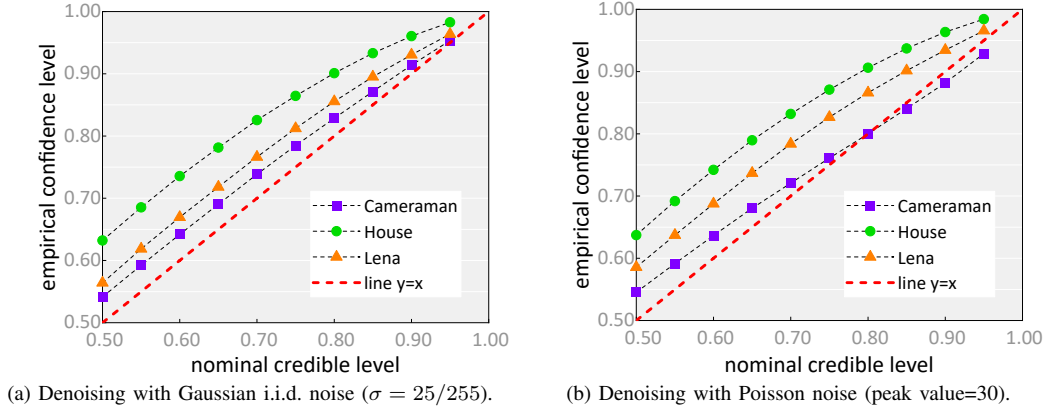 1.00
0.90
0.80
0.70
0.60
0.50
empirical confidence level
Cameraman
House
Lena
line y=x
0.50 0.60 0.70 0.80 0.90 1.00
nominal credible level
(a) Denoising with Gaussian i.i.d. noise (σ = 25/255).
1.00
0.90
0.80
0.70
0.60
0.50
empirical confidence level
Cameraman
House
Lena
line y=x
0.50 0.60 0.70 0.80 0.90 1.00
nominal credible level
(b) Denoising with Poisson noise (peak value=30).